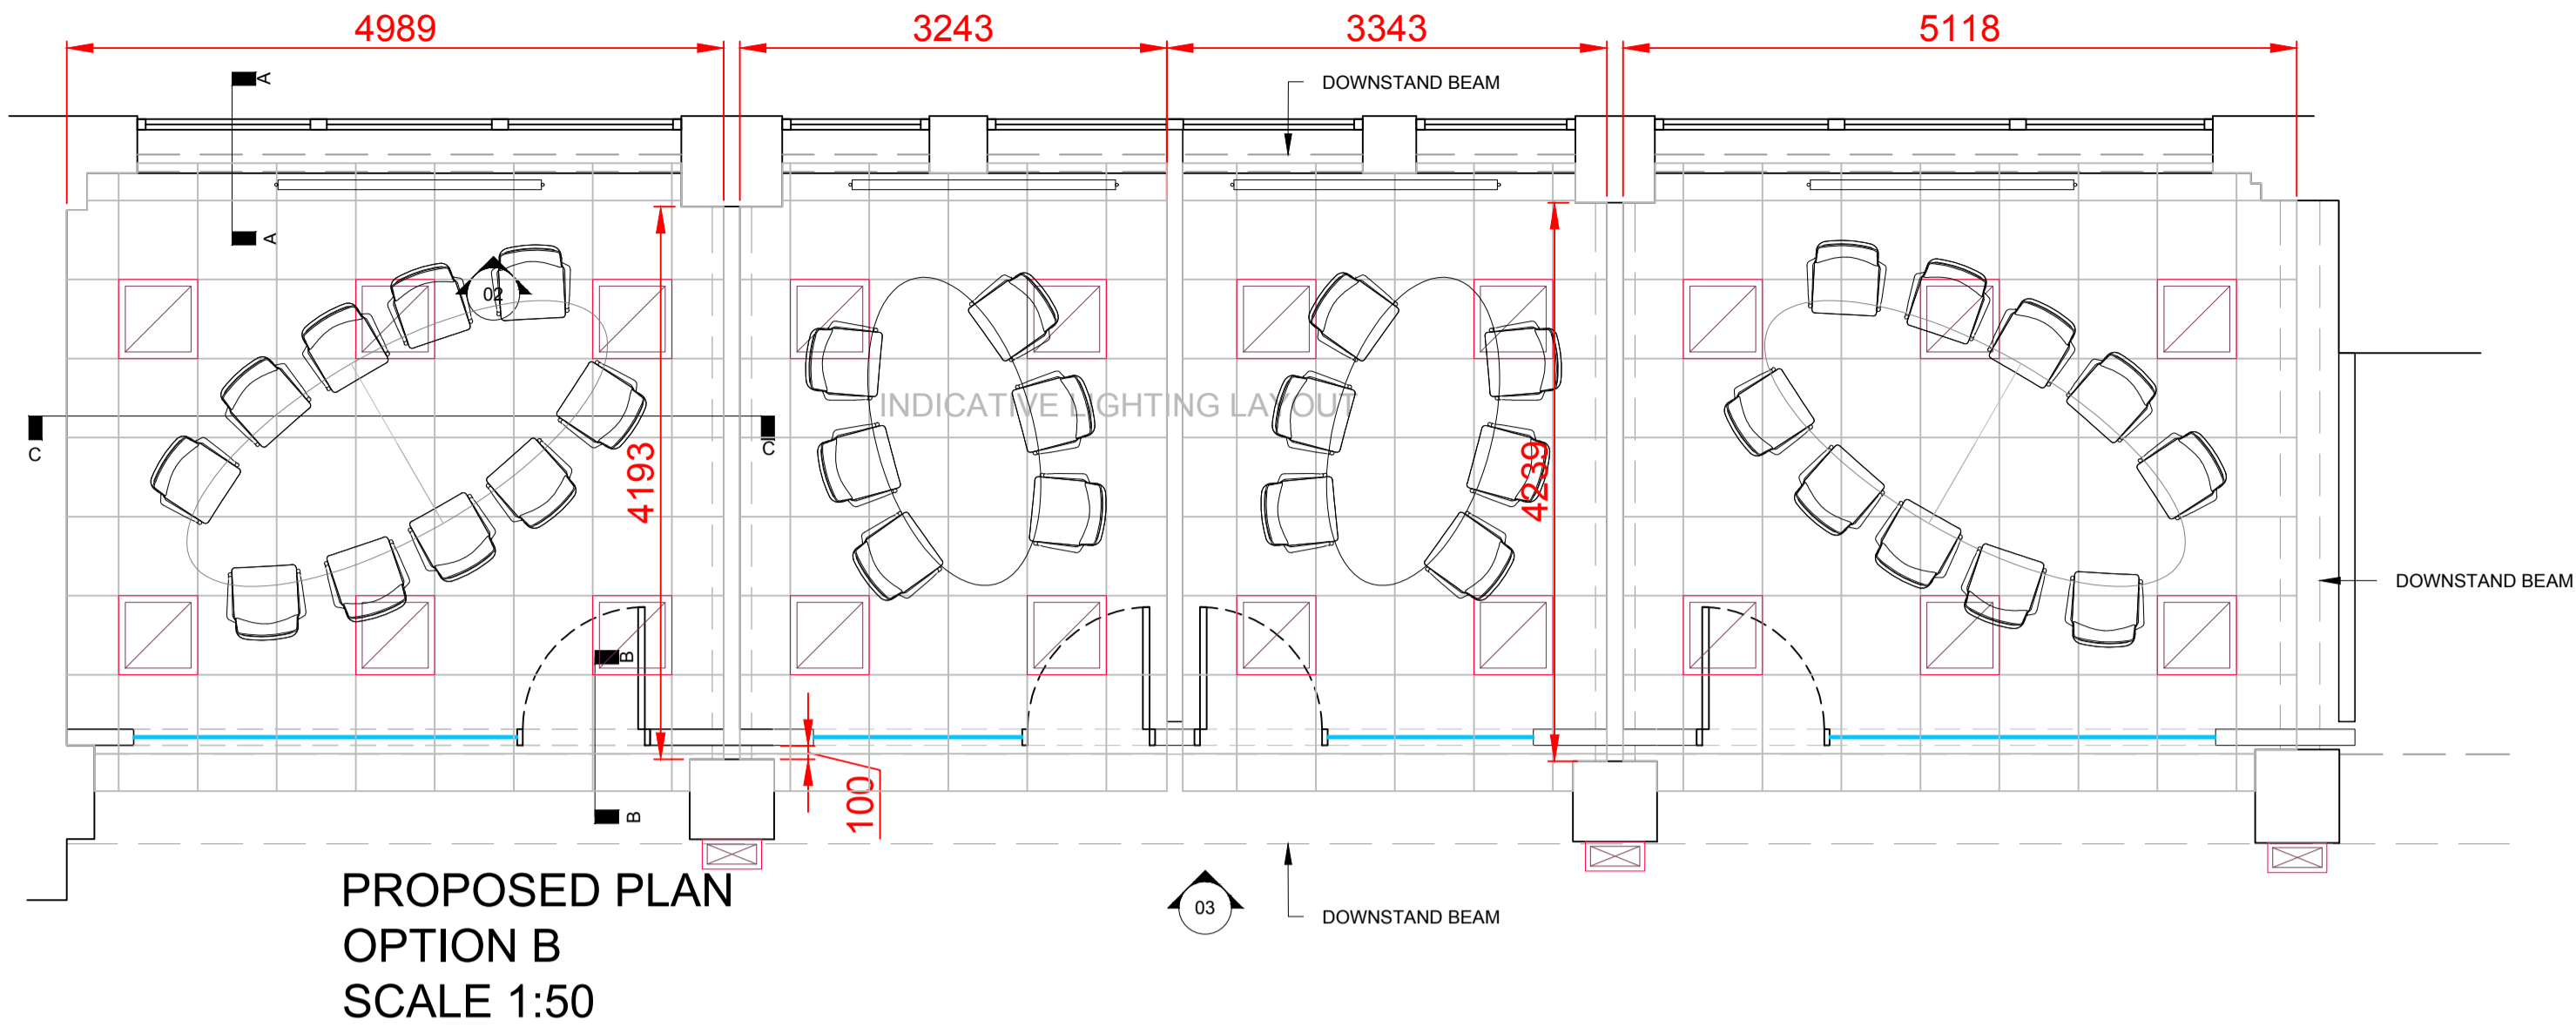 4989
3243
3343
5118
A
DOWNSTAND BEAM
A
02
INDICATIVE LIGHTING LAYOUT
C
C
4193
4239
DOWNSTAND BEAM
B
B
100
PROPOSED PLAN
OPTION B
SCALE 1:50
03
DOWNSTAND BEAM